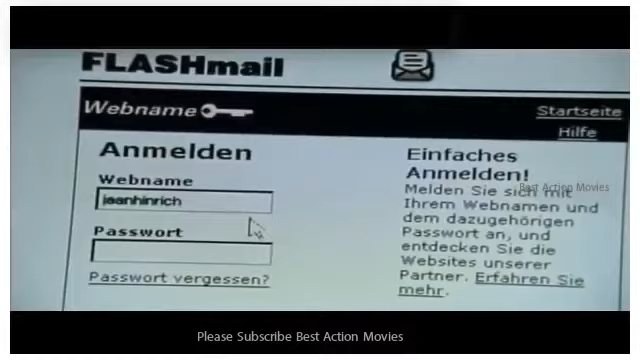 FLASHmail
Webname
Startseite
Hilfe
Anmelden
Webname
jaanhinrich
Passwort
Passwort vergessen?
Einfaches
Anmelden!
Melden Sie sich mit
Ihrem Webnamen und
dem dazugehörigen
Passwort an, und
entdecken Sie die
Websites unserer
Partner. Erfahren Sie
mehr.
Best Action Movies
Please Subscribe Best Action Movies